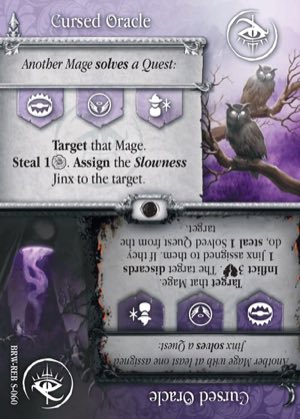 Cursed Oracle
Another Mage solves a Quest:
Target that Mage.
Steal 1. Assign the Slowness
Jinx to the target.
Cursed Oracle
Another Mage with at least one assigned
Jinx solves a Quest:
Target that Mage.
Inflict 3. The target discards
1 Jinx assigned to them. If they
do, steal 1 Solved Quest from the
target.
BRW-REB S-060